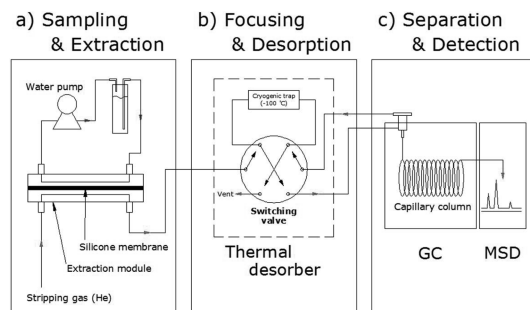 a) Sampling
& Extraction
b) Focusing
& Desorption
c) Separation
& Detection
Water pump
Silicone membrane
Extraction module
Stripping gas (He)
Cryogenic trap
(-100 ℃)
Vent
Switching
valve
Thermal
desorber
Capillary column
GC
MSD